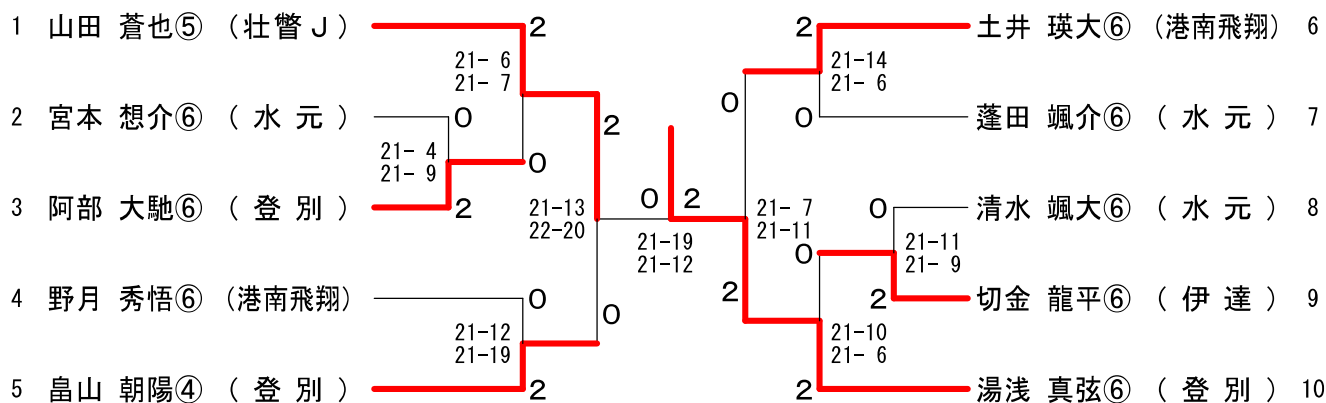 1 山田 蒼也⑤ (壮瞥J) 2 2 土井 瑛大⑥ (港南飛翔) 6
21- 6 21-14
21- 7 21- 6
0
2 宮本 想介⑥ ( 水 元 ) 0 2 0 蓬田 颯介⑥ ( 水 元 ) 7
21- 4
21- 9 0
3 阿部 大馳⑥ ( 登 別 ) 2 21-13 0 2 21- 7 0 清水 颯大⑥ ( 水 元 ) 8
22-20 21-19 21-11 21-11
21-12 0 21- 9
4 野月 秀悟⑥ (港南飛翔) 0 0 2 2 切金 龍平⑥ ( 伊 達 ) 9
21-12 21-10
21-19 21- 6
5 畠山 朝陽④ ( 登 別 ) 2 2 湯浅 真弦⑥ ( 登 別 ) 10